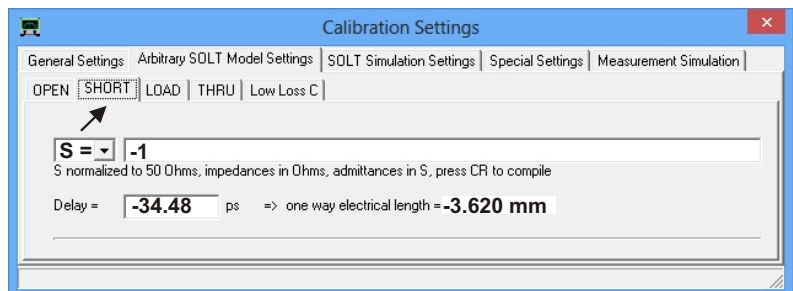 Calibration Settings
General Settings Arbitrary SOLT Model Settings SOLT Simulation Settings Special Settings Measurement Simulation
OPEN SHORT LOAD THRU Low Loss C
S = -1
S normalized to 50 Ohms, impedances in Ohms, admittances in S, press CR to compile
Delay = -34.48 ps => one way electrical length = -3.620 mm